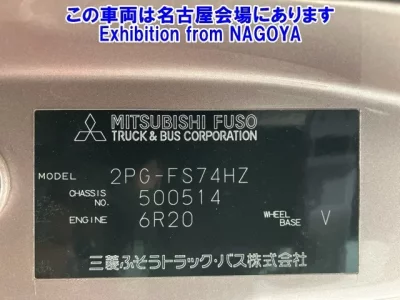 この車両は名古屋会場にあります
Exhibition from NAGOYA
MITSUBISHI FUSO
TRUCK & BUS CORPORATION
MODEL 2PG-FS74HZ
CHASSIS NO. 500514
ENGINE 6R20 WHEEL BASE V
三菱ふそうトラック・バス株式会社